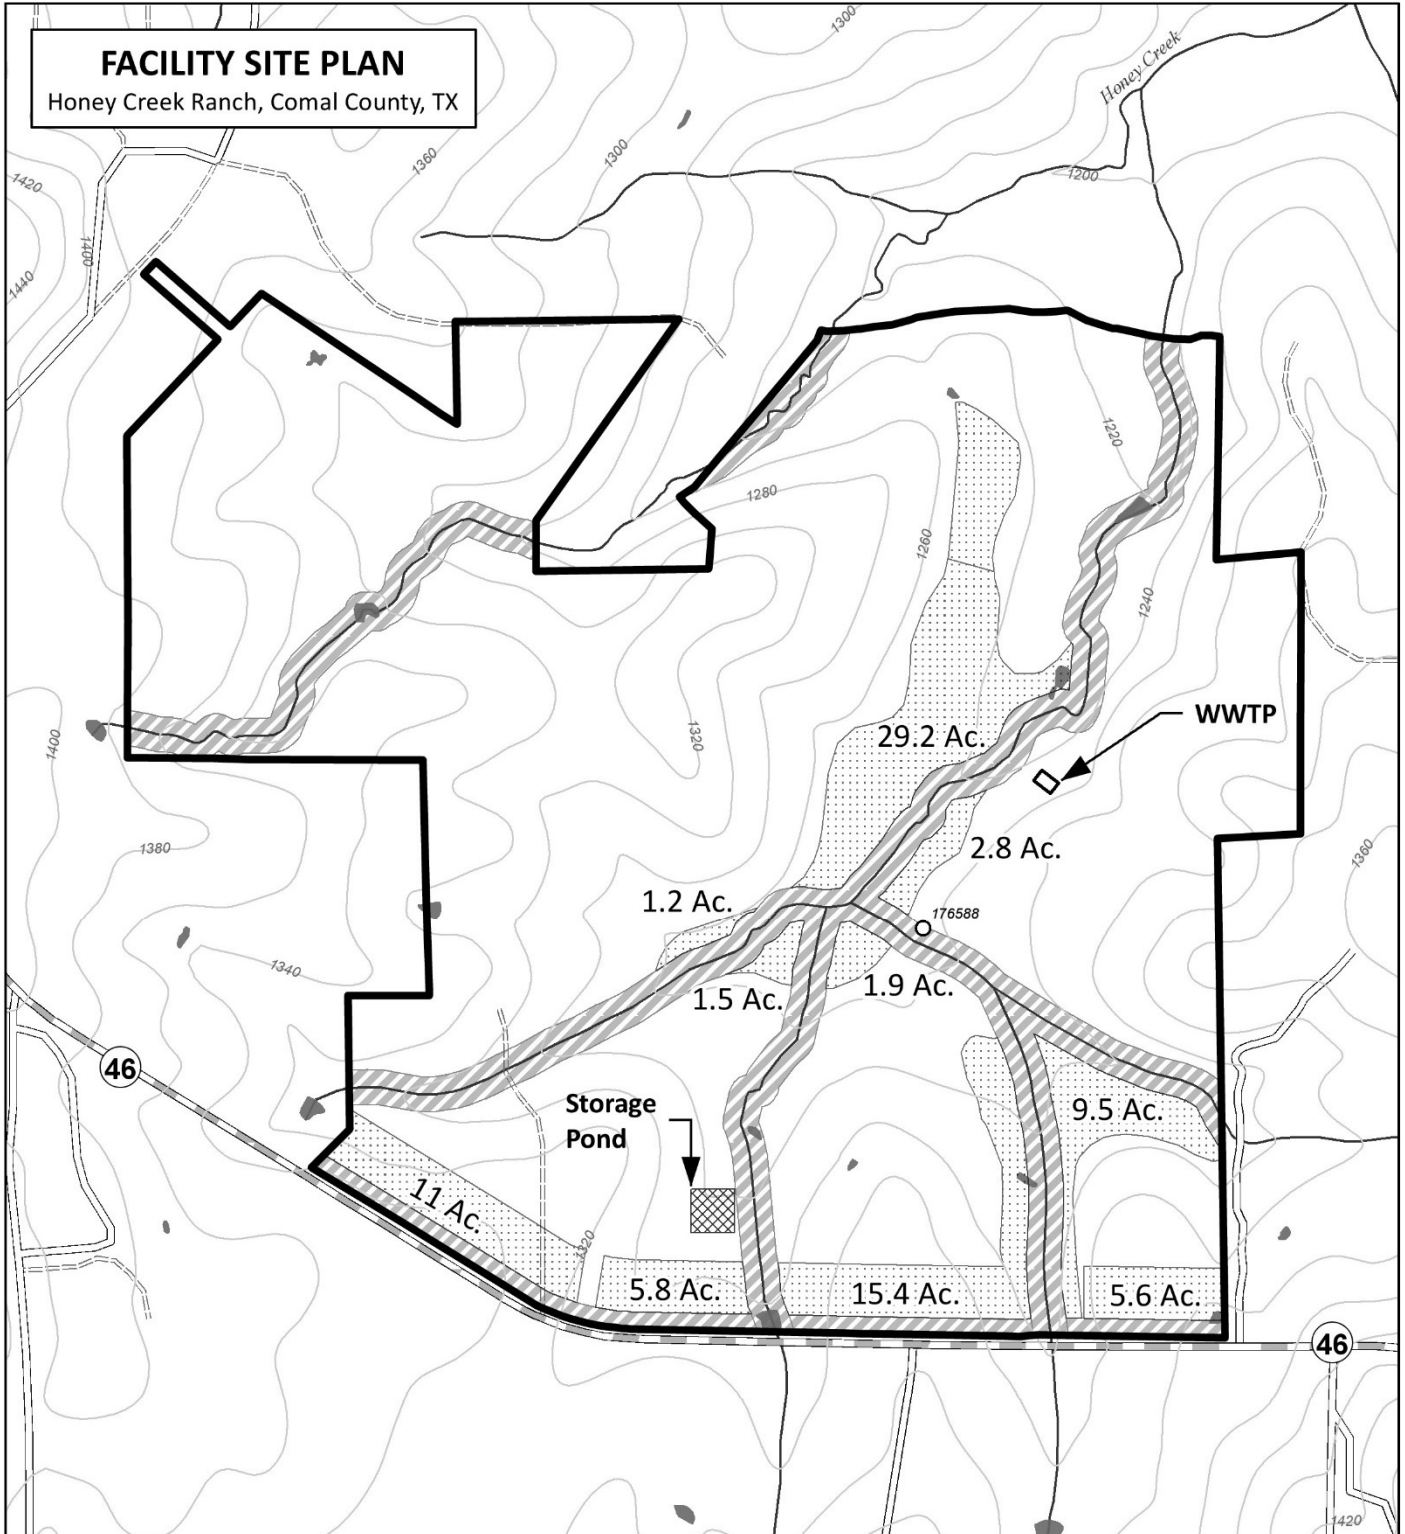 FACILITY SITE PLAN
Honey Creek Ranch, Comal County, TX
1300
Honey Creek
1360
1300
1200
1420
1400
1440
1220
1280
1260
1240
1320
29.2 Ac.
WWTP
1400
1380
2.8 Ac.
1360
1.2 Ac.
176588
1340
1.5 Ac.
1.9 Ac.
46
Storage
Pond
9.5 Ac.
11 Ac.
1320
5.8 Ac.
15.4 Ac.
5.6 Ac.
46
1420